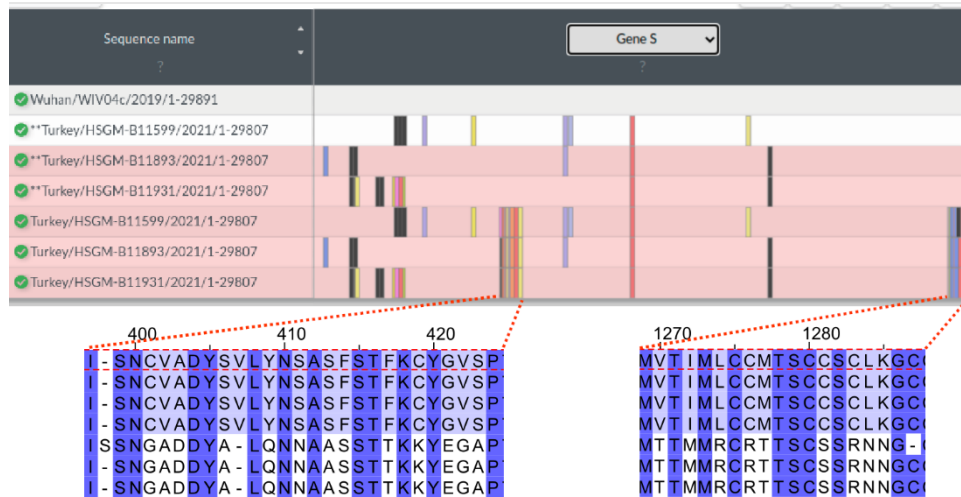 Sequence name
?
Gene S
?
Wuhan/WIV04c/2019/1-29891
**Turkey/HSGM-B11599/2021/1-29807
**Turkey/HSGM-B11893/2021/1-29807
**Turkey/HSGM-B11931/2021/1-29807
Turkey/HSGM-B11599/2021/1-29807
Turkey/HSGM-B11893/2021/1-29807
Turkey/HSGM-B11931/2021/1-29807
400 410 420
I-SNCVADYSVLYNSASFSTFKCYGVSP
I-SNCVADYSVLYNSASFSTFKCYGVSP
I-SNCVADYSVLYNSASFSTFKCYGVSP
I-SNCVADYSVLYNSASFSTFKCYGVSP
ISSNGADDYA-LQNNAASSTTKKYEGAP
I-SNGADDYA-LQNNAASSTTKKYEGAP
I-SNGADDYA-LQNNAASSTTKKYEGAP
1270 1280
MVTIMLCCMTSCCSCLKGC
MVTIMLCCMTSCCSCLKGC
MVTIMLCCMTSCCSCLKGC
MVTIMLCCMTSCCSCLKGC
MTTMMRCRTTSCSSRNNG-
MTTMMRCRTTSCSSRNNGC
MTTMMRCRTTSCSSRNNGC